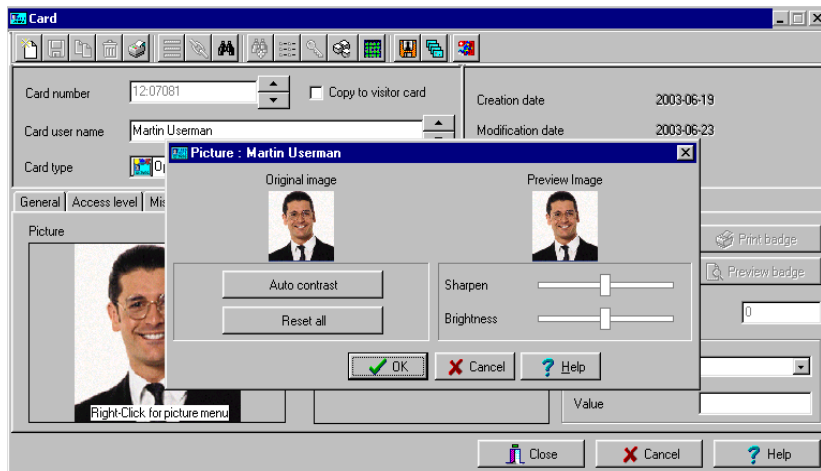 Card
Card number 12:07081 Copy to visitor card
Creation date 2003-06-19
Card user name Martin Userman
Modification date 2003-06-23
Card type
Picture : Martin Userman
Original image Preview Image
General Access level
Picture
Print badge
Auto contrast Sharpen
Preview badge
Reset all Brightness
0
OK Cancel Help
Right-Click for picture menu
Value
Close Cancel Help